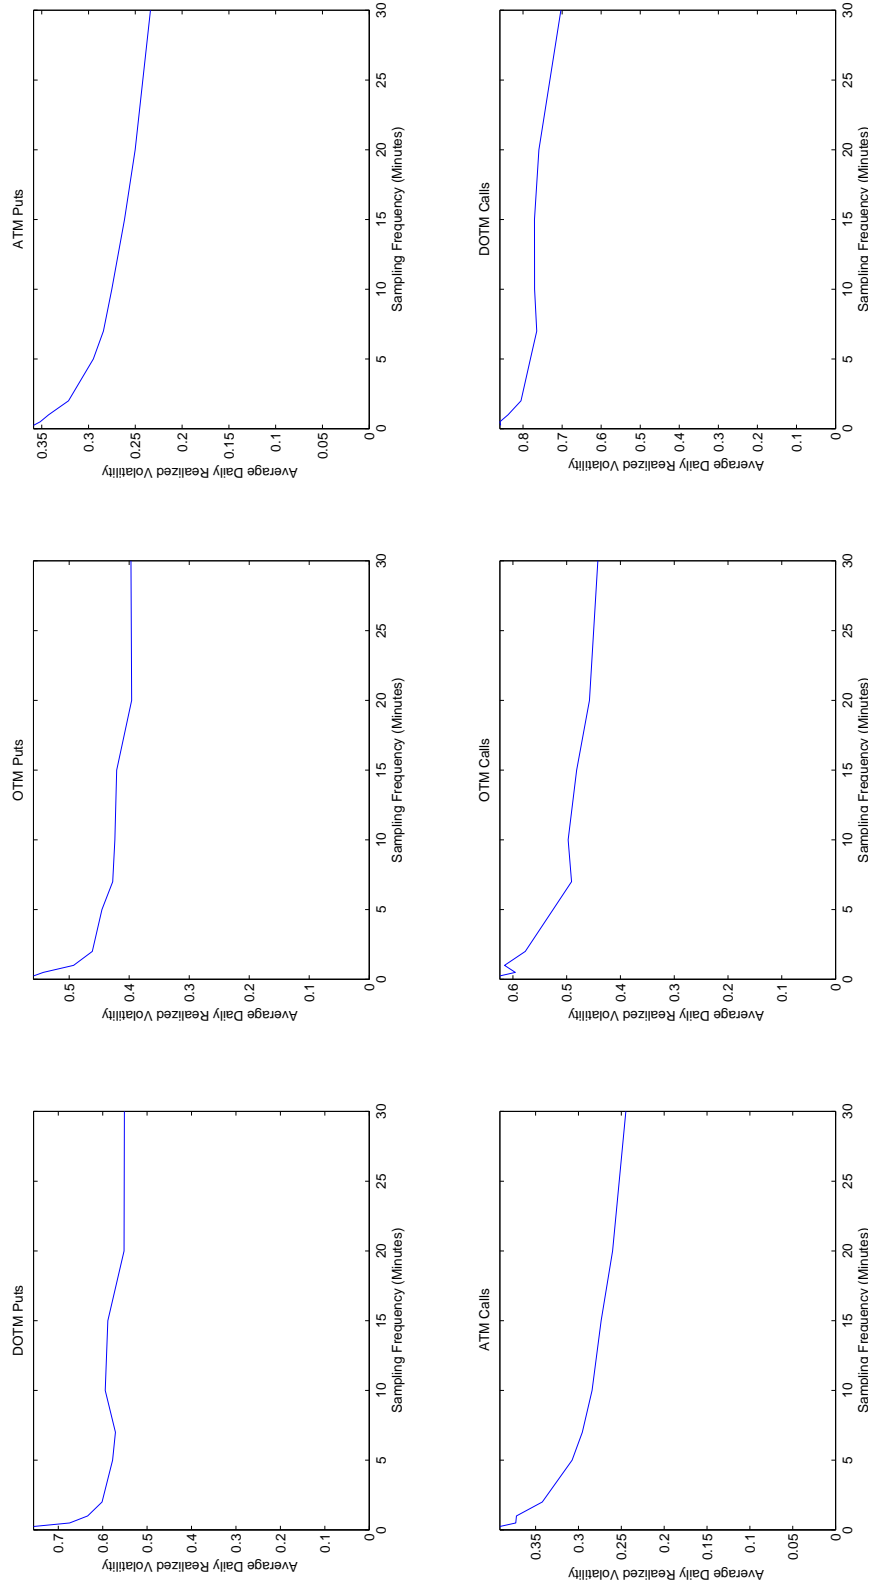 DOTM Puts
Average Daily Realized Volatility
0.7
0.6
0.5
0.4
0.3
0.2
0.1
0
0 5 10 15 20 25 30
Sampling Frequency (Minutes)
OTM Puts
Average Daily Realized Volatility
0.5
0.4
0.3
0.2
0.1
0
0 5 10 15 20 25 30
Sampling Frequency (Minutes)
ATM Puts
Average Daily Realized Volatility
0.35
0.3
0.25
0.2
0.15
0.1
0.05
0
0 5 10 15 20 25 30
Sampling Frequency (Minutes)
ATM Calls
Average Daily Realized Volatility
0.35
0.3
0.25
0.2
0.15
0.1
0.05
0
0 5 10 15 20 25 30
Sampling Frequency (Minutes)
OTM Calls
Average Daily Realized Volatility
0.6
0.5
0.4
0.3
0.2
0.1
0
0 5 10 15 20 25 30
Sampling Frequency (Minutes)
DOTM Calls
Average Daily Realized Volatility
0.8
0.7
0.6
0.5
0.4
0.3
0.2
0.1
0
0 5 10 15 20 25 30
Sampling Frequency (Minutes)